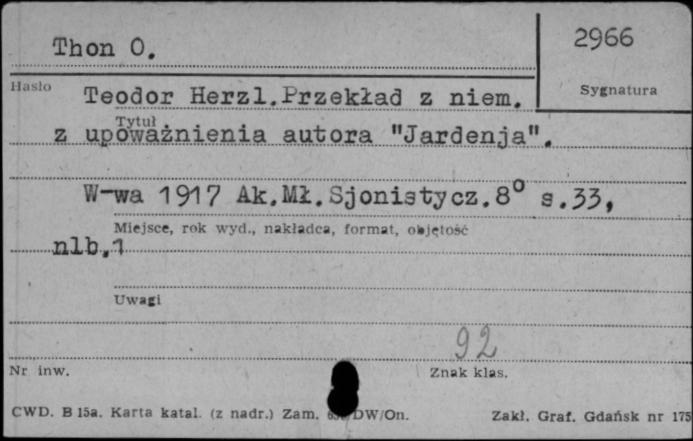 Thon O.
2966
Hasło
Sygnatura
Teodor Herzl.Przekład z niem.
Tytuł
z upoważnienia autora "Jardenja".
W-wa 1917 Ak.Mł.Sjonistycz.8° s.33,
Miejsce, rok wyd., nakładca, format, objętość
nlb.1
Uwagi
92
Nr inw.
Znak klas.
CWD. B 15a. Karta katal. (z nadr.) Zam. DW/On.
Zakł. Graf. Gdańsk nr 175